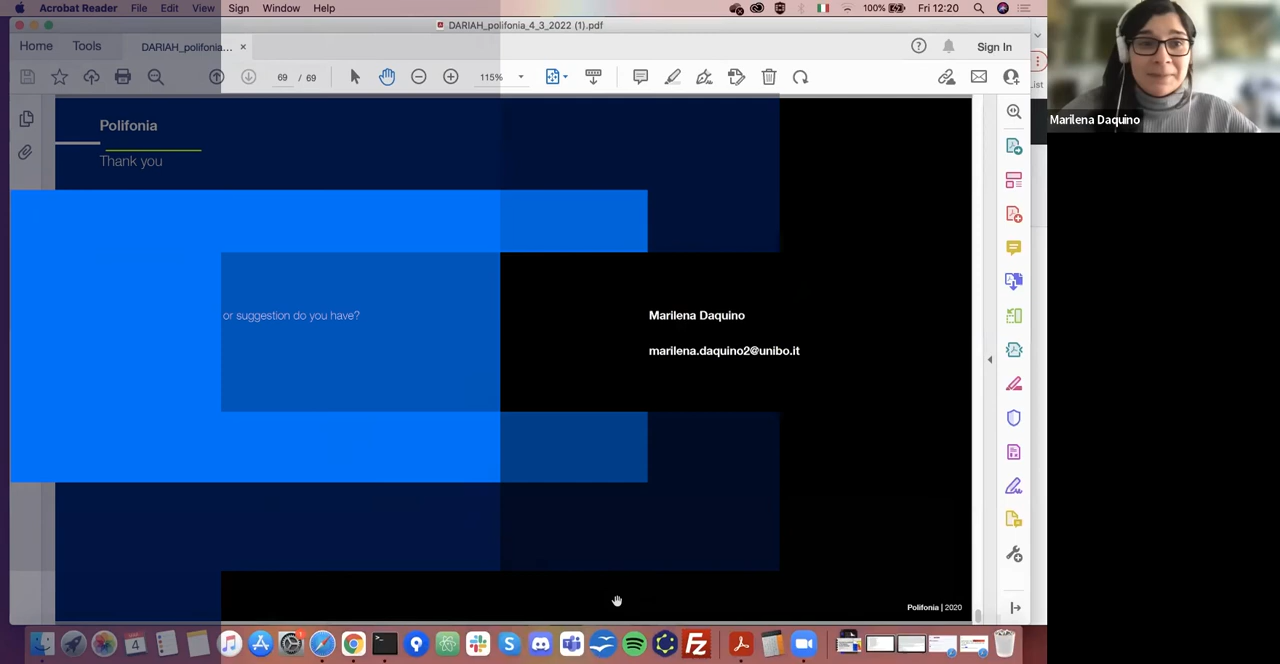 Acrobat Reader File Edit View Sign Window Help 100% Fri 12:20
DARIAH_polifonia_4_3_2022 (1).pdf
Home Tools DARIAH_polifonia... × Sign In
69 / 69 115%
List
Marilena Daquino
Polifonia
Thank you
or suggestion do you have?
Marilena Daquino
marilena.daquino2@unibo.it
Polifonia | 2020